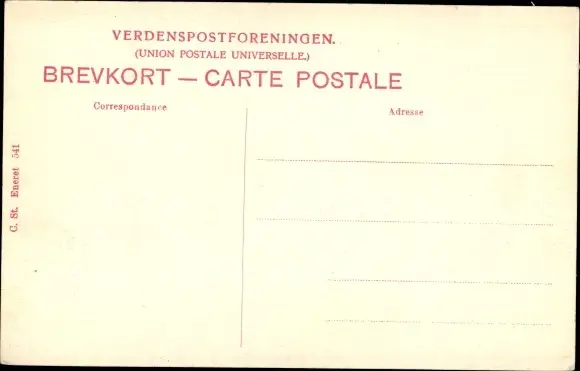 VERDENSPOSTFORENINGEN.
(UNION POSTALE UNIVERSELLE.)
BREVKORT — CARTE POSTALE
Correspondance
Adresse
C. St. Eneret 541